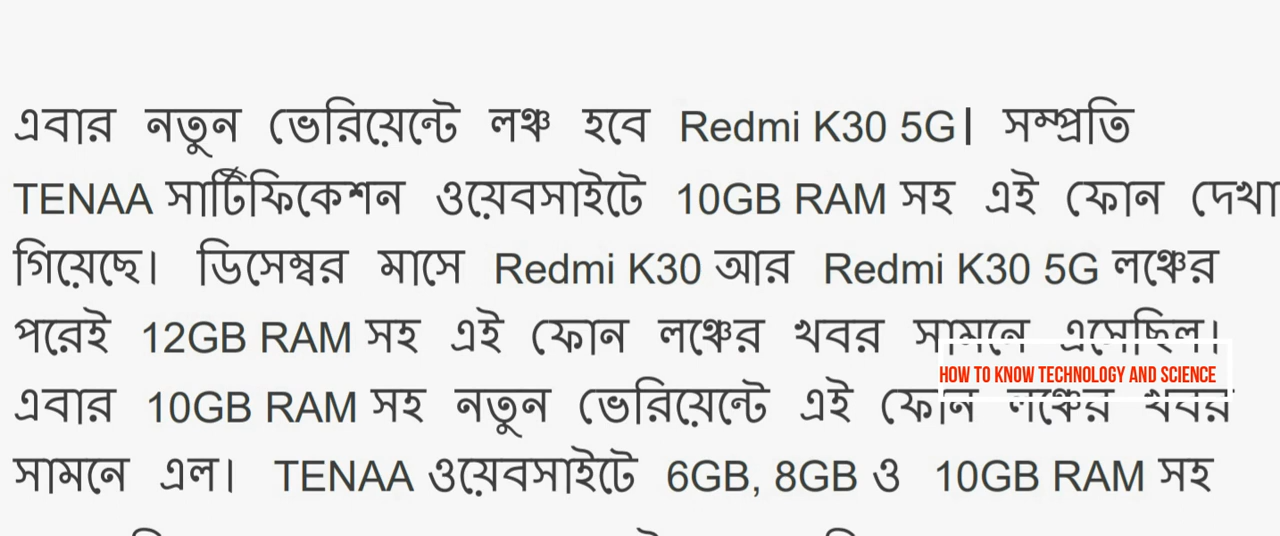 এবার নতুন ভেরিয়েন্টে লঞ্চ হবে Redmi K30 5G| সম্প্রতি
TENAA সার্টিফিকেশন ওয়েবসাইটে 10GB RAM সহ এই ফোন দেখা
গিয়েছে। ডিসেম্বর মাসে Redmi K30 আর Redmi K30 5G লঞ্চের
পরেই 12GB RAM সহ এই ফোন লঞ্চের খবর সামনে এসেছিল।
HOW TO KNOW TECHNOLOGY AND SCIENCE
এবার 10GB RAM সহ নতুন ভেরিয়েন্টে এই ফোন লঞ্চের খবর
সামনে এল। TENAA ওয়েবসাইটে 6GB, 8GB ও 10GB RAM সহ